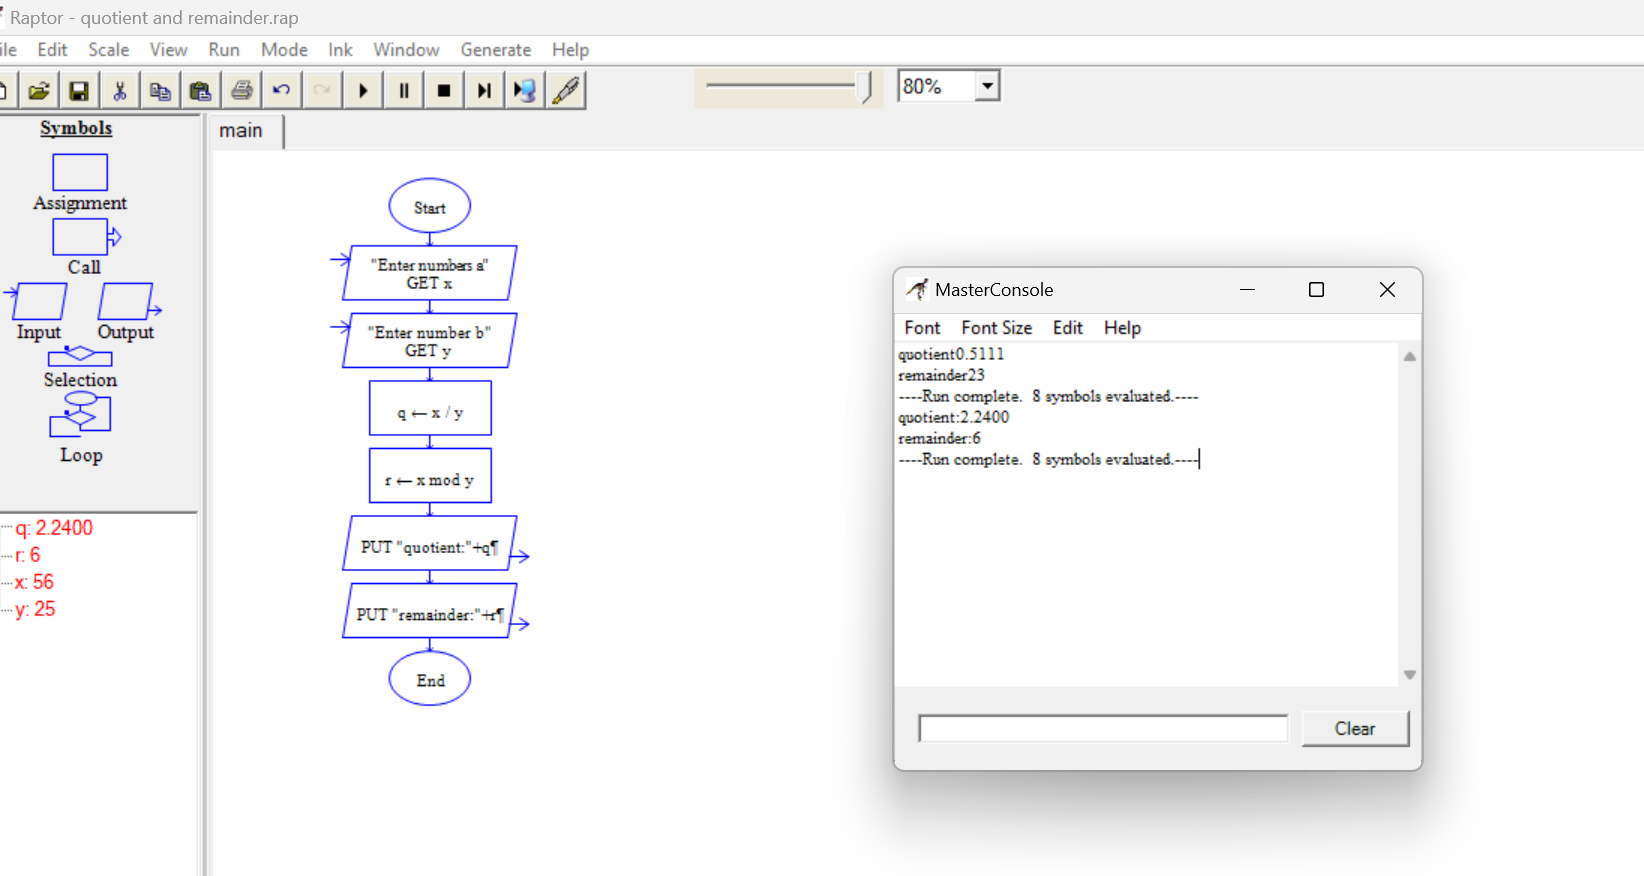 Raptor - quotient and remainder.rap
ile Edit Scale View Run Mode Ink Window Generate Help
80%
Symbols
Assignment
Call
Input Output
Selection
Loop
q: 2.2400
r: 6
x: 56
y: 25
main
Start
"Enter numbers a"
GET x
"Enter number b"
GET y
q ← x / y
r ← x mod y
PUT "quotient:"+q¶
PUT "remainder:"+r¶
End
MasterConsole
Font Font Size Edit Help
quotient0.5111
remainder23
----Run complete.  8 symbols evaluated.----
quotient:2.2400
remainder:6
----Run complete.  8 symbols evaluated.----
Clear